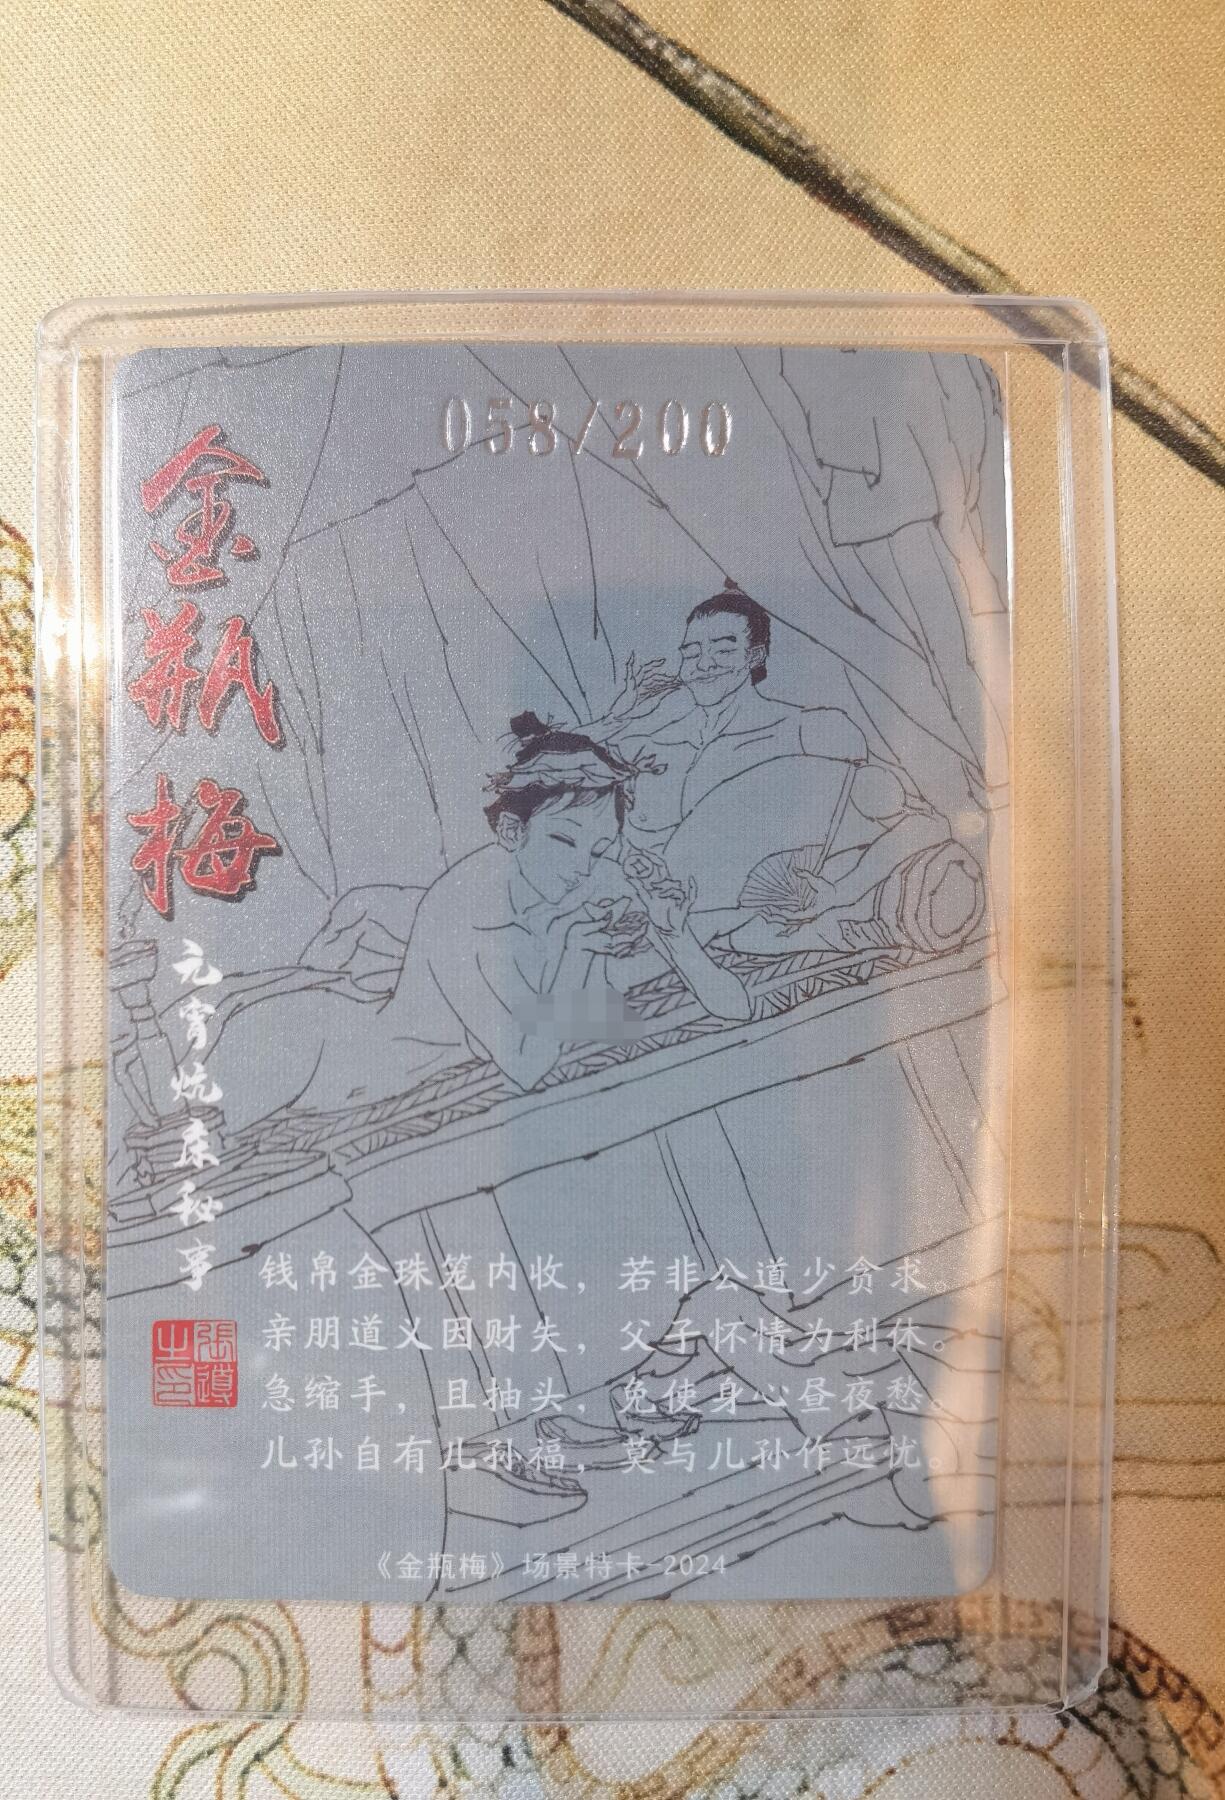 058/200
金瓶梅
元宵炕床秘事
钱帛金珠笼内收，若非公道少贪求。
亲朋道义因财失，父子怀情为利休。
急缩手，且抽头，免使身心昼夜愁。
儿孙自有儿孙福，莫与儿孙作远忧。
《金瓶梅》场景特卡-2024